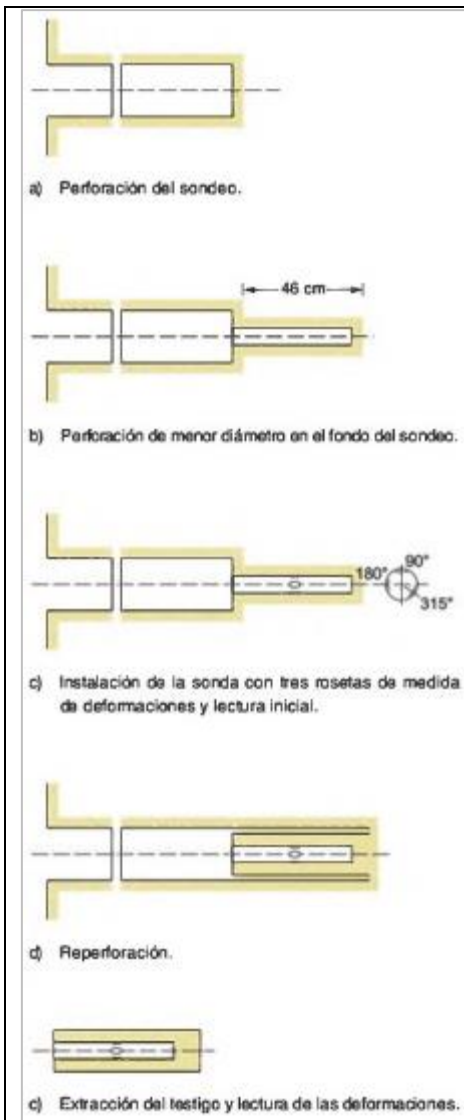 a) Perforación del sondeo.
46 cm
b) Perforación de menor diámetro en el fondo del sondeo.
180° 90°
315°
c) Instalación de la sonda con tres rosetas de medida
de deformaciones y lectura inicial.
d) Reperforación.
c) Extracción del testigo y lectura de las deformaciones.